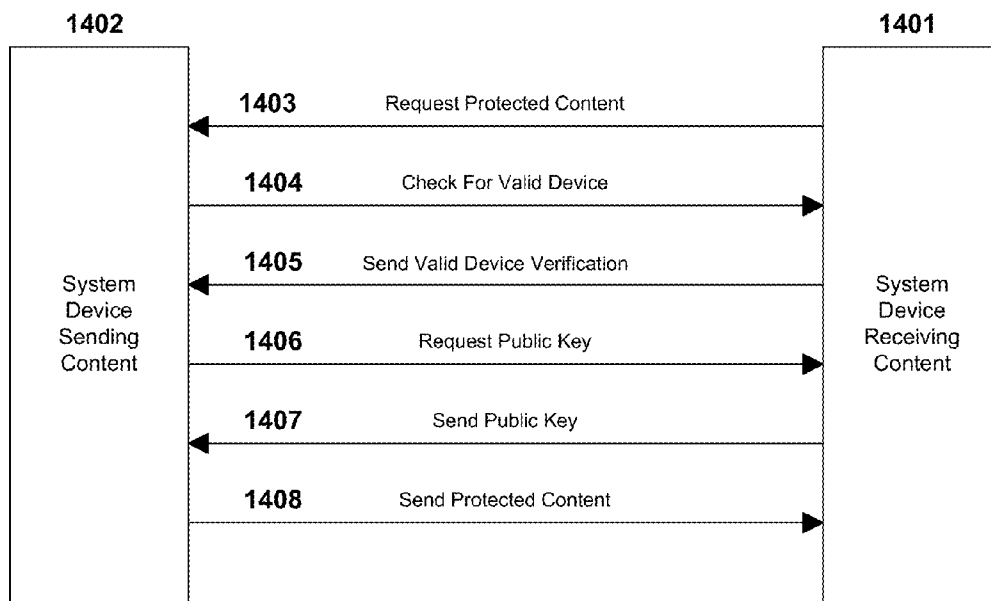 1402
1401
1403 Request Protected Content
1404 Check For Valid Device
1405 Send Valid Device Verification
System
Device
Sending
Content
System
Device
Receiving
Content
1406 Request Public Key
1407 Send Public Key
1408 Send Protected Content